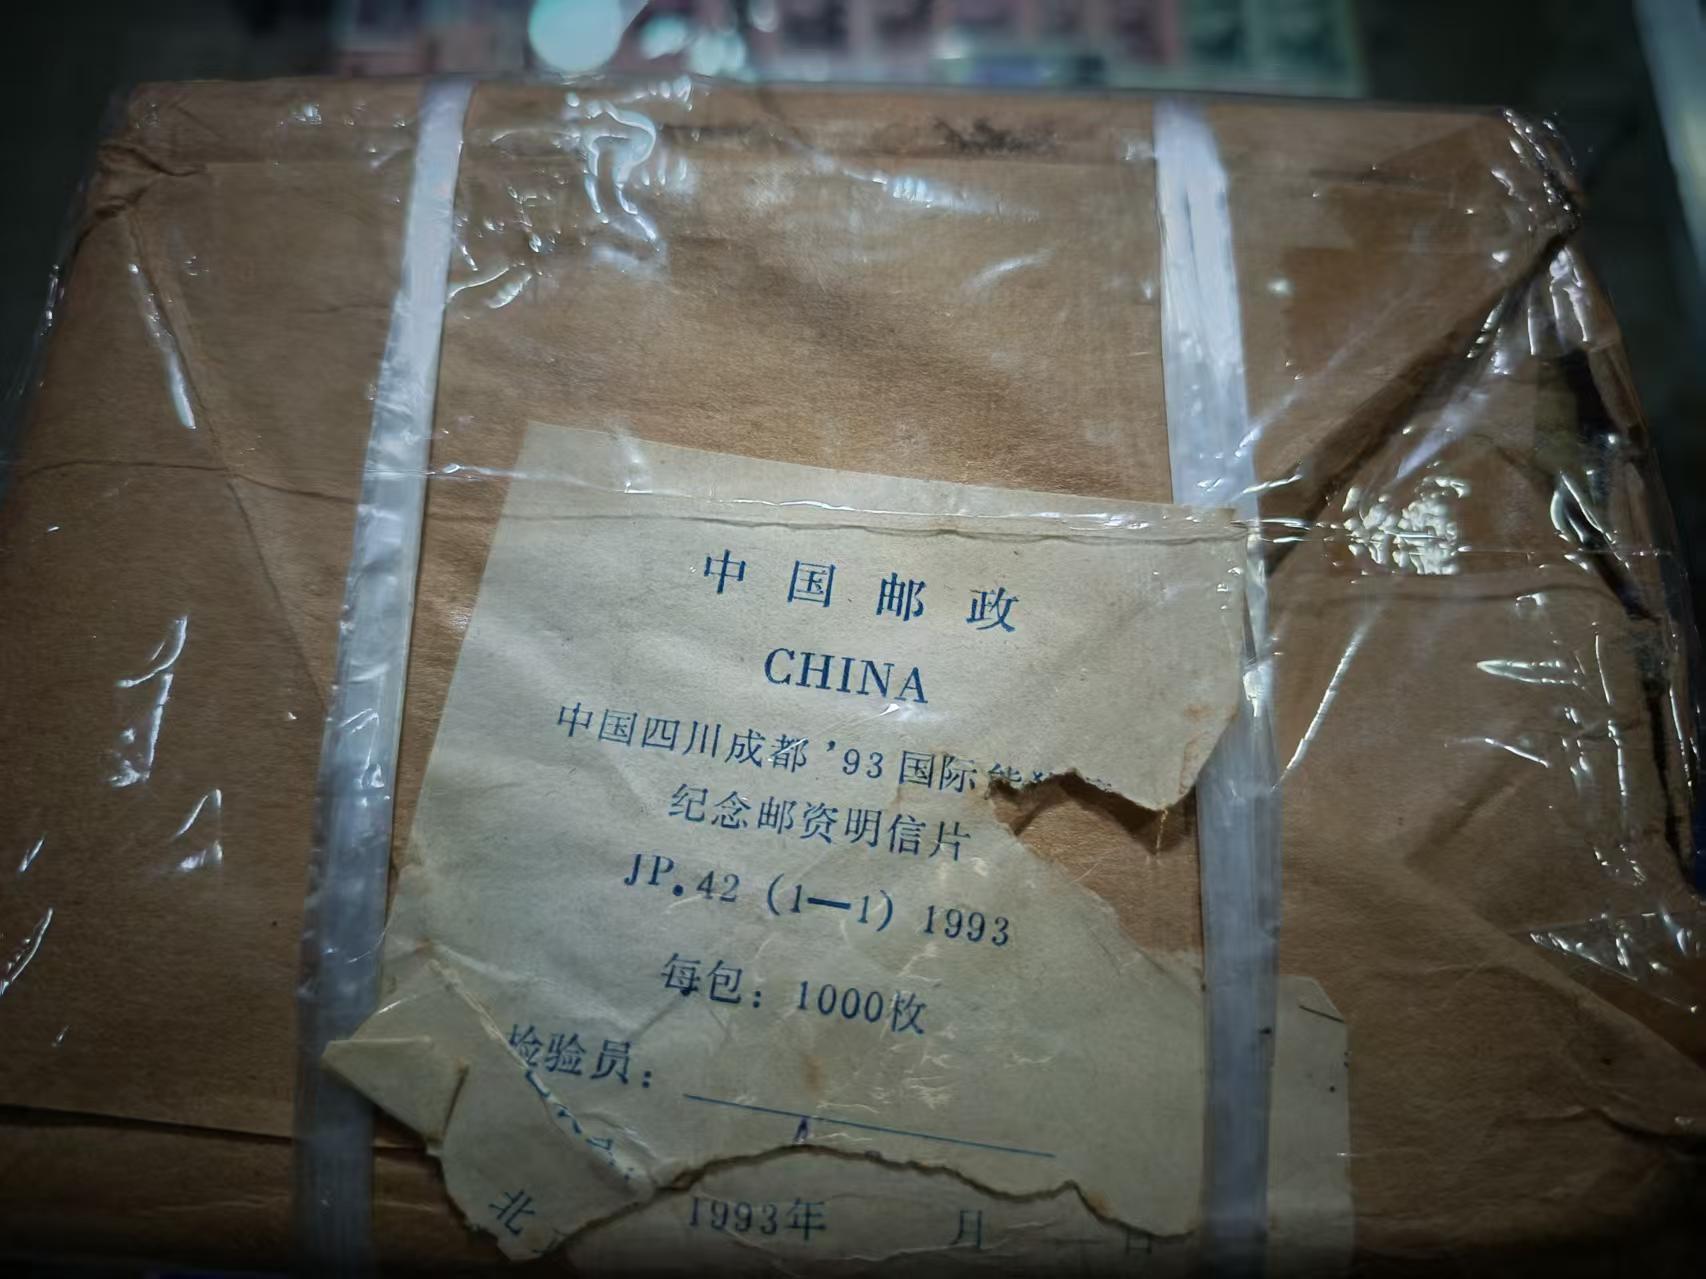 中国邮政
CHINA
中国四川成都'93国际
纪念邮资明信片
JP.42 (1—1) 1993
每包：1000枚
检验员：
北
1993年 月 日